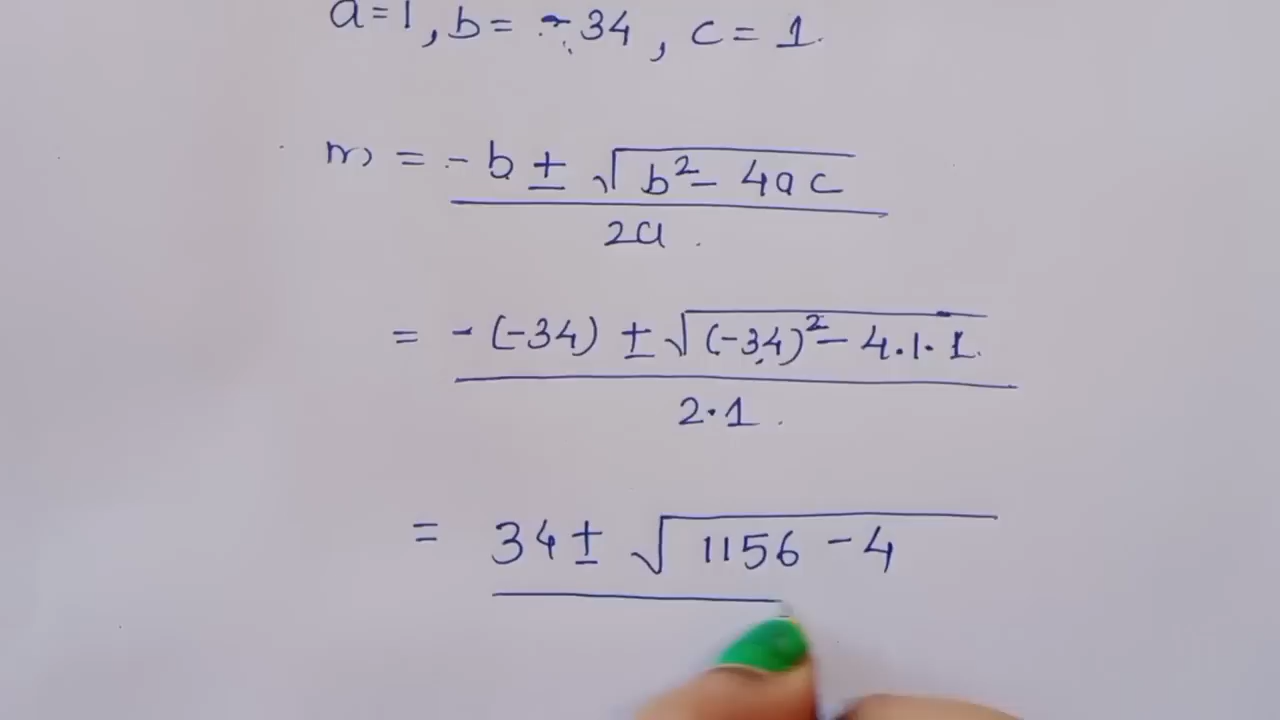 a=1, b= -34, c= 1.
m = -b ± √b² - 4ac
2a.
= -(-34) ± √(-34)² - 4.1.1
2·1.
= 34 ± √1156 - 4